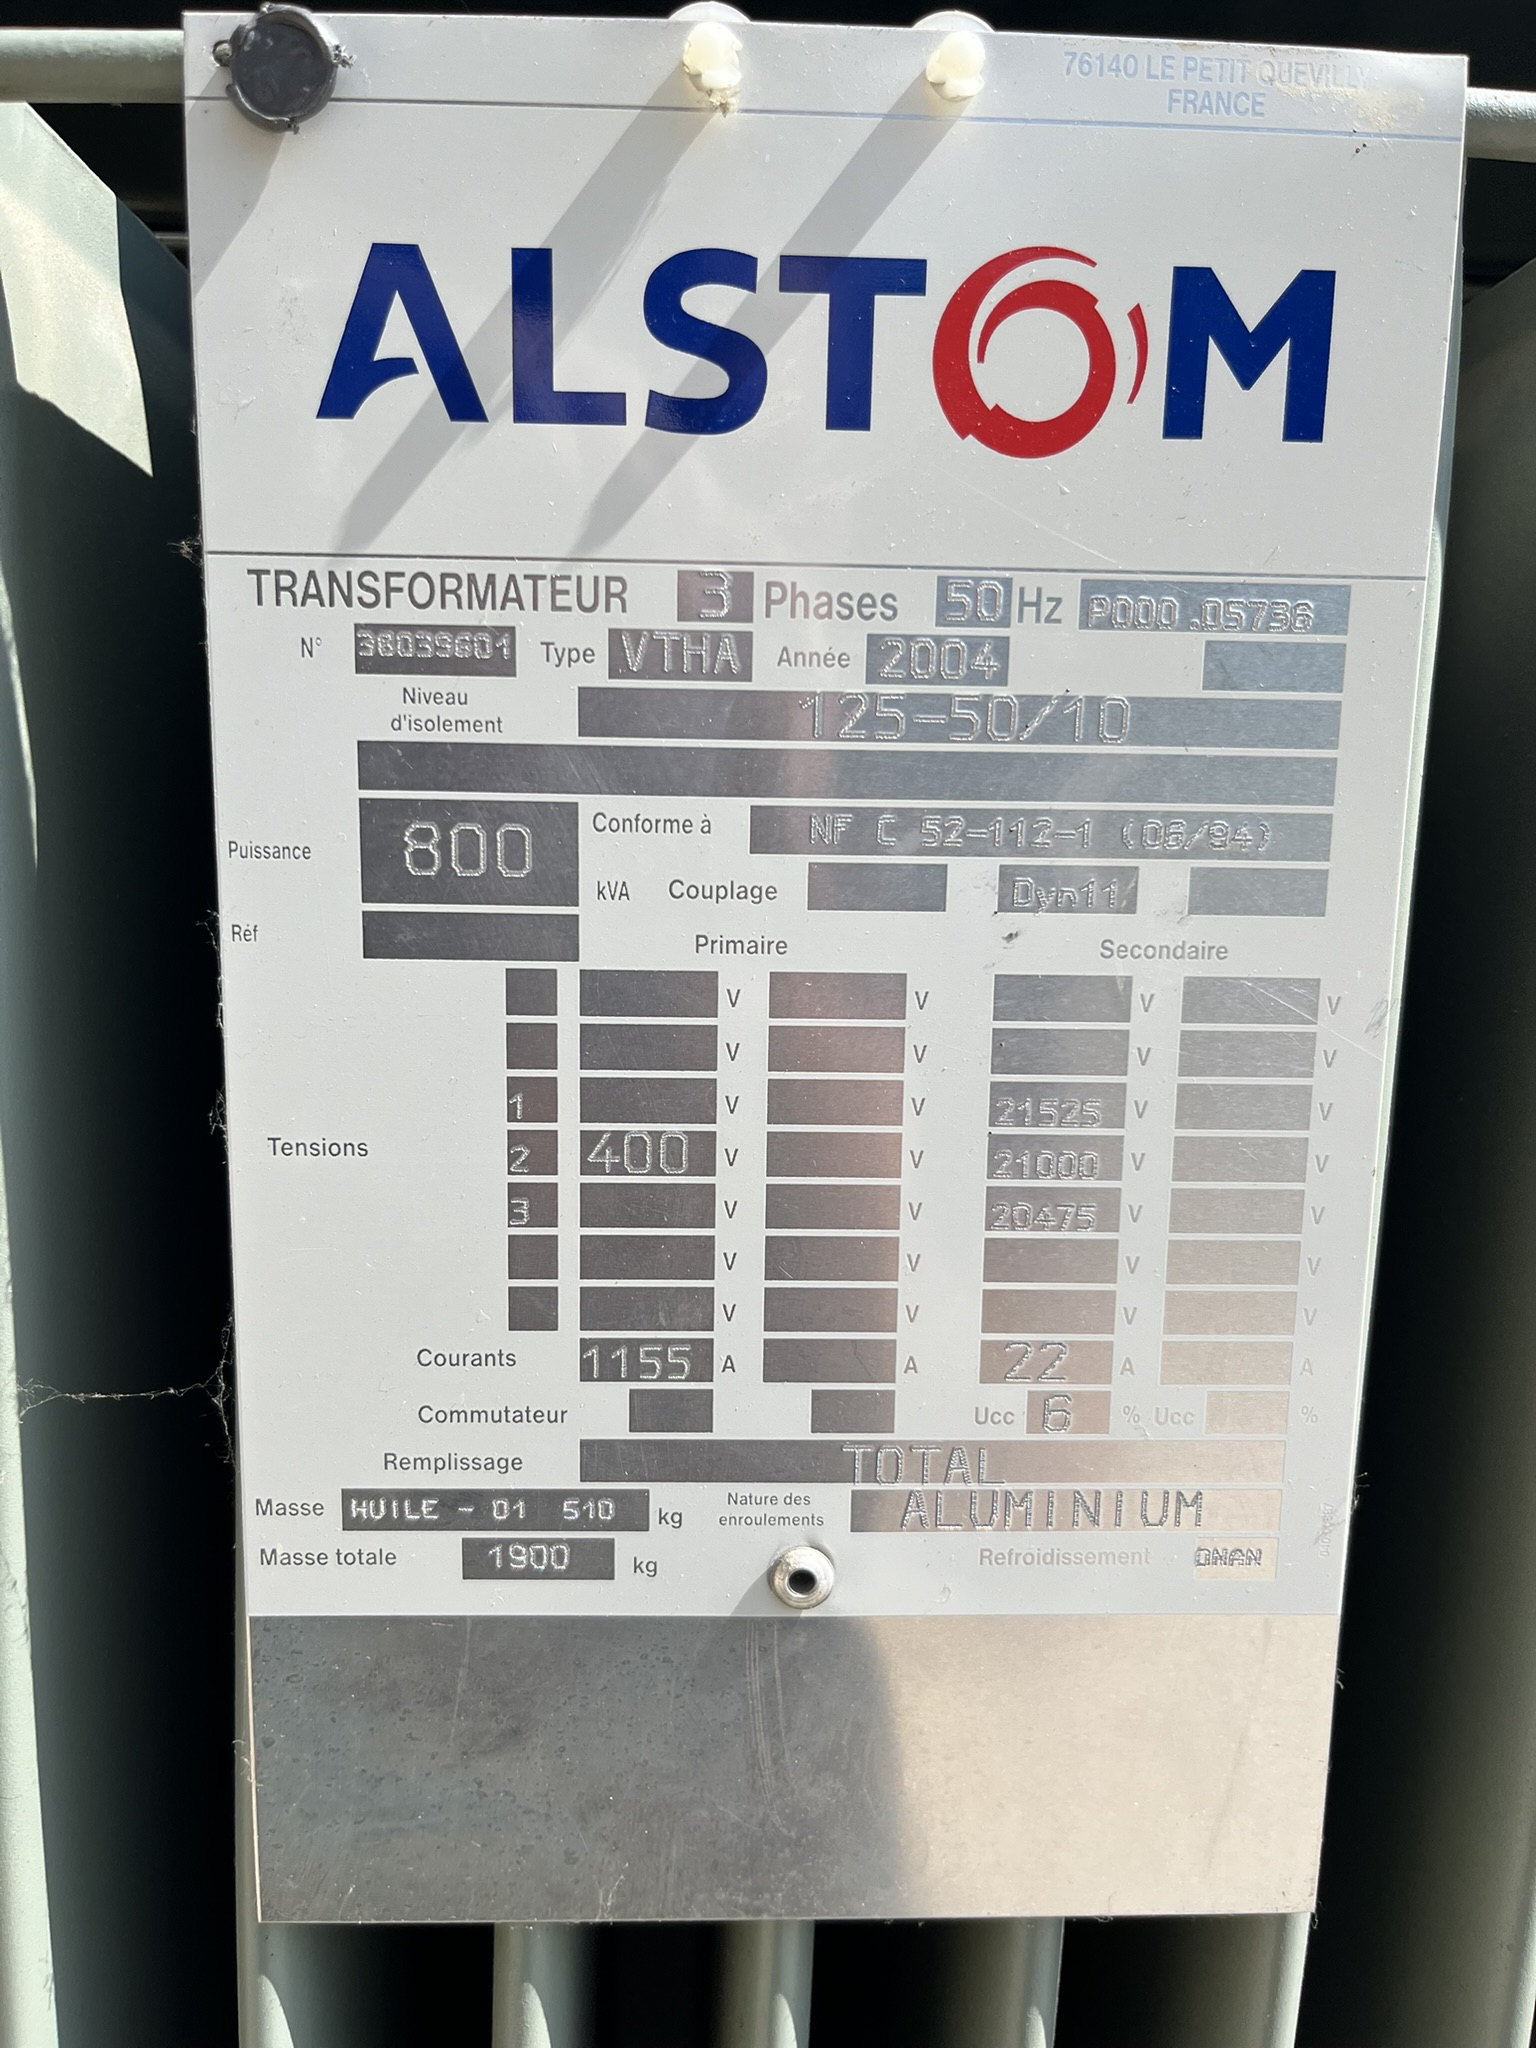 76140 LE PETIT QUEVILLY
FRANCE
ALSTOM
TRANSFORMATEUR 3 Phases 50 Hz P000.05736
N° 38039601 Type VTHA Année 2004
Niveau d'isolement 125-50/10
Puissance 800 kVA Conforme à NF C 52-112-1 (06/94)
Couplage Dyn11
Réf
Primaire Secondaire
V V V V
V V V V
1 V V 21525 V V
Tensions 2 400 V V 21000 V V
3 V V 20475 V V
V V V V
V V V V
Courants 1155 A A 22 A A
Commutateur Ucc 6 % Ucc %
Remplissage TOTAL
Masse HUILE - 01 510 kg Nature des enroulements ALUMINIUM
Masse totale 1900 kg Refroidissement ONAN